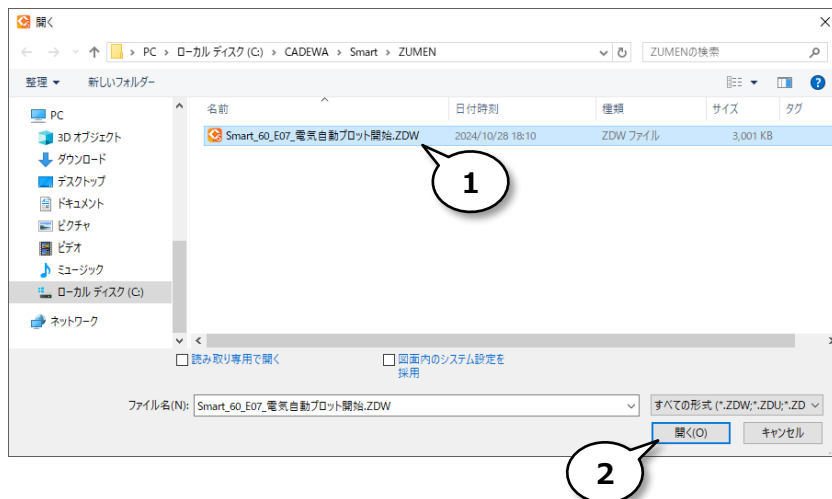 開く
PC > ローカル ディスク (C:) > CADEWA > Smart > ZUMEN
ZUMENの検索
整理
新しいフォルダー
名前 日付時刻 種類 サイズ タグ
Smart_60_E07_電気自動プロット開始.ZDW 2024/10/28 18:10 ZDW ファイル 3,001 KB
1
PC
3D オブジェクト
ダウンロード
デスクトップ
ドキュメント
ピクチャ
ビデオ
ミュージック
ローカル ディスク (C:)
ネットワーク
読み取り専用で開く
図面内のシステム設定を
採用
ファイル名(N): Smart_60_E07_電気自動プロット開始.ZDW
すべての形式 (*.ZDW;*.ZDU;*.ZD
開く(O) キャンセル
2